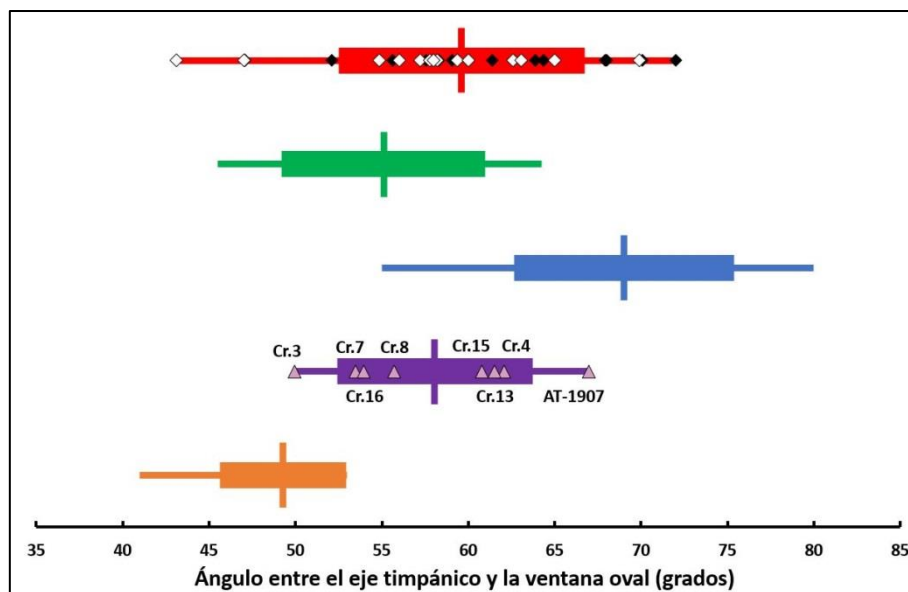 Cr.3 Cr.7 Cr.8 Cr.15 Cr.4
Cr.16 Cr.13 AT-1907
35 40 45 50 55 60 65 70 75 80 85
Ángulo entre el eje timpánico y la ventana oval (grados)